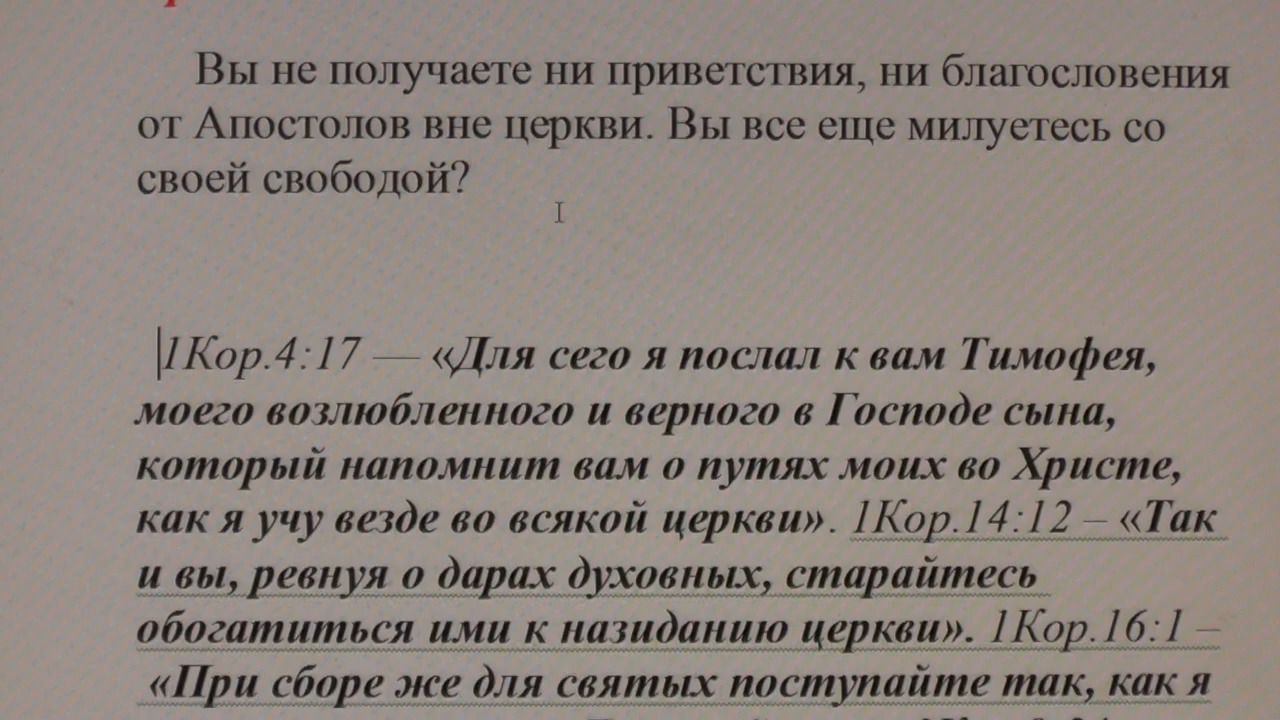 Вы не получаете ни приветствия, ни благословения
от Апостолов вне церкви. Вы все еще милуетесь со
своей свободой?
1Кор.4:17 — «Для сего я послал к вам Тимофея,
моего возлюбленного и верного в Господе сына,
который напомнит вам о путях моих во Христе,
как я учу везде во всякой церкви». 1Кор.14:12 – «Так
и вы, ревнуя о дарах духовных, старайтесь
обогатиться ими к назиданию церкви». 1Кор.16:1 –
«При сборе же для святых поступайте так, как я